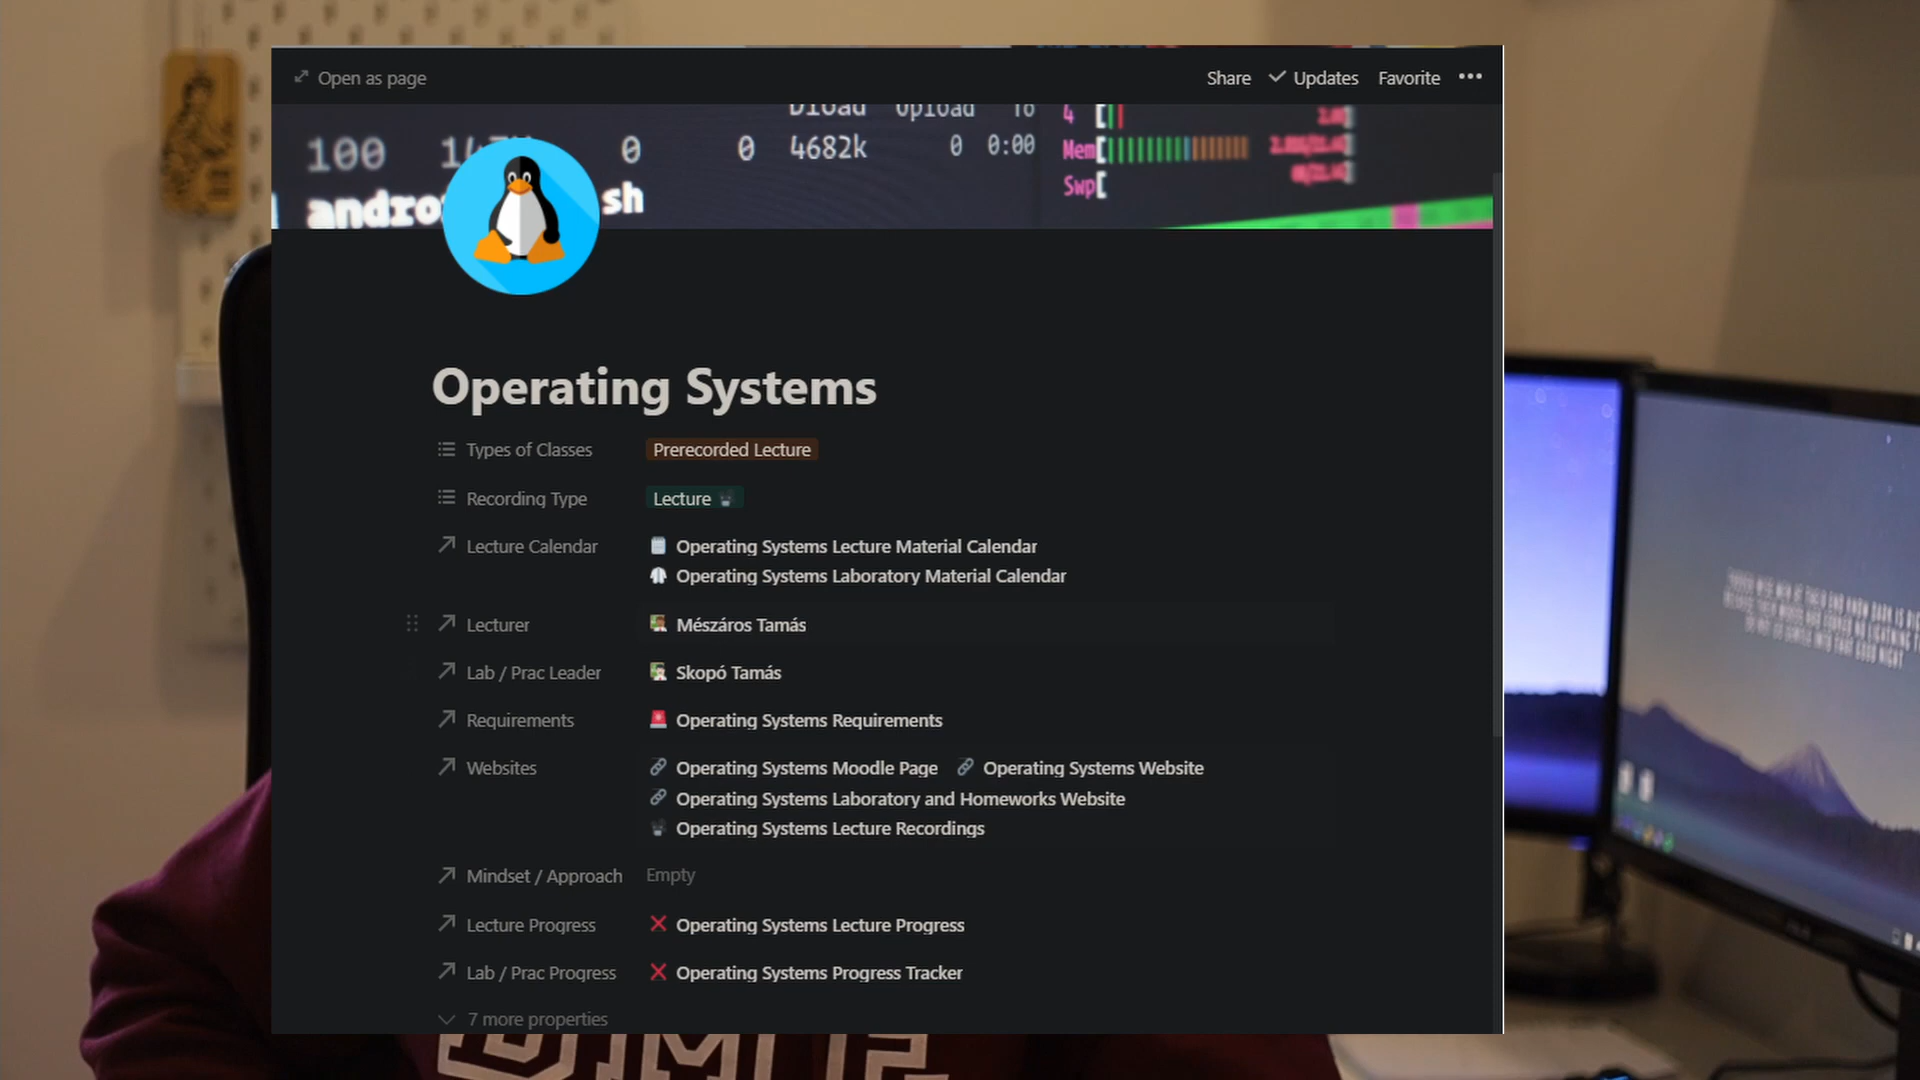 Open as page Share Updates Favorite
Dload Upload To
100 0 0 4682k 0 0:00
4
Mem
Swp
sh
Operating Systems
Types of Classes Prerecorded Lecture
Recording Type Lecture
Lecture Calendar Operating Systems Lecture Material Calendar
Operating Systems Laboratory Material Calendar
Lecturer Mészáros Tamás
Lab / Prac Leader Skopó Tamás
Requirements Operating Systems Requirements
Websites Operating Systems Moodle Page Operating Systems Website
Operating Systems Laboratory and Homeworks Website
Operating Systems Lecture Recordings
Mindset / Approach Empty
Lecture Progress Operating Systems Lecture Progress
Lab / Prac Progress Operating Systems Progress Tracker
7 more properties